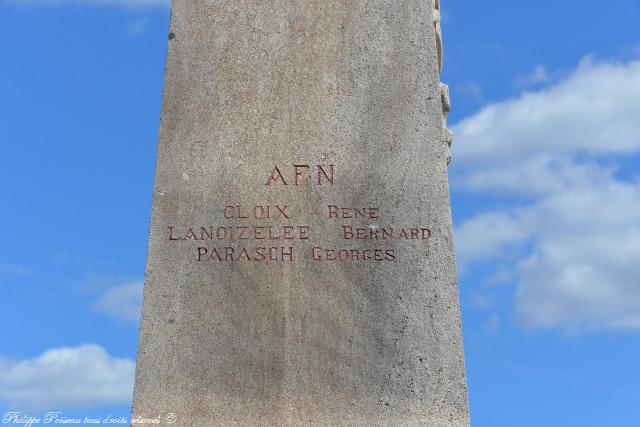 AFN
CLOIX RENE
LANOIZELEE BERNARD
PARASCH GEORGES
Philippe Poiseau tous droits réservés ©